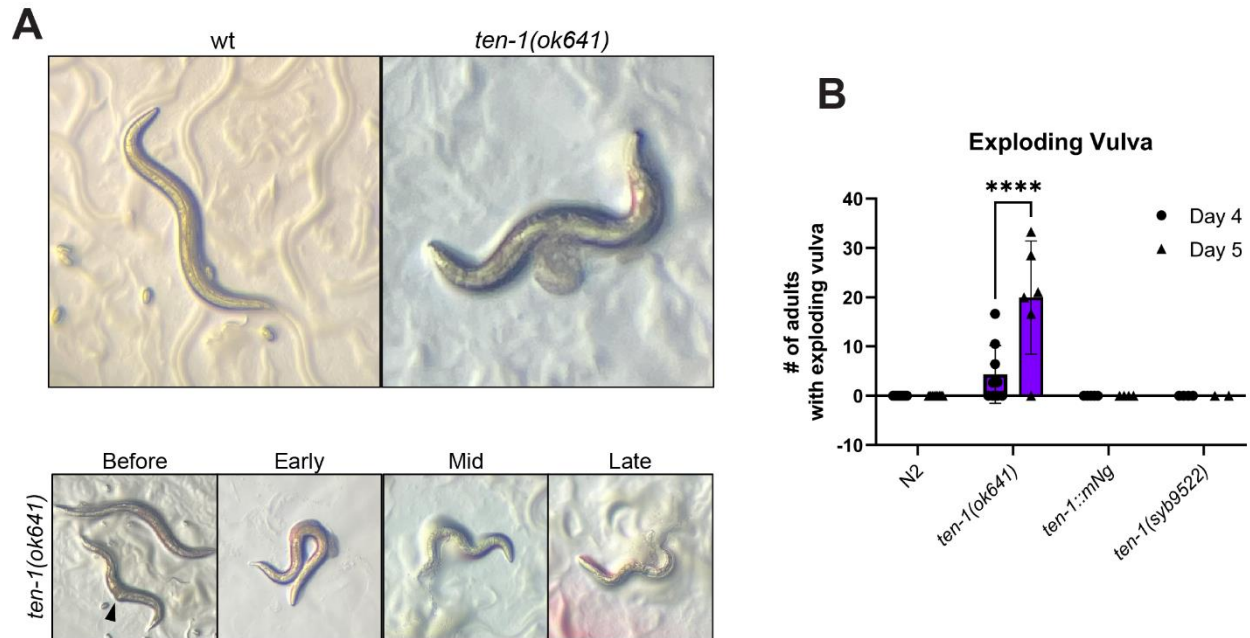 A
wt
ten-1(ok641)
Before
Early
Mid
Late
ten-1(ok641)
B
Exploding Vulva
****
Day 4
Day 5
# of adults
with exploding vulva
40
30
20
10
0
-10
N2
ten-1(ok641)
ten-1::mNg
ten-1(syb9522)